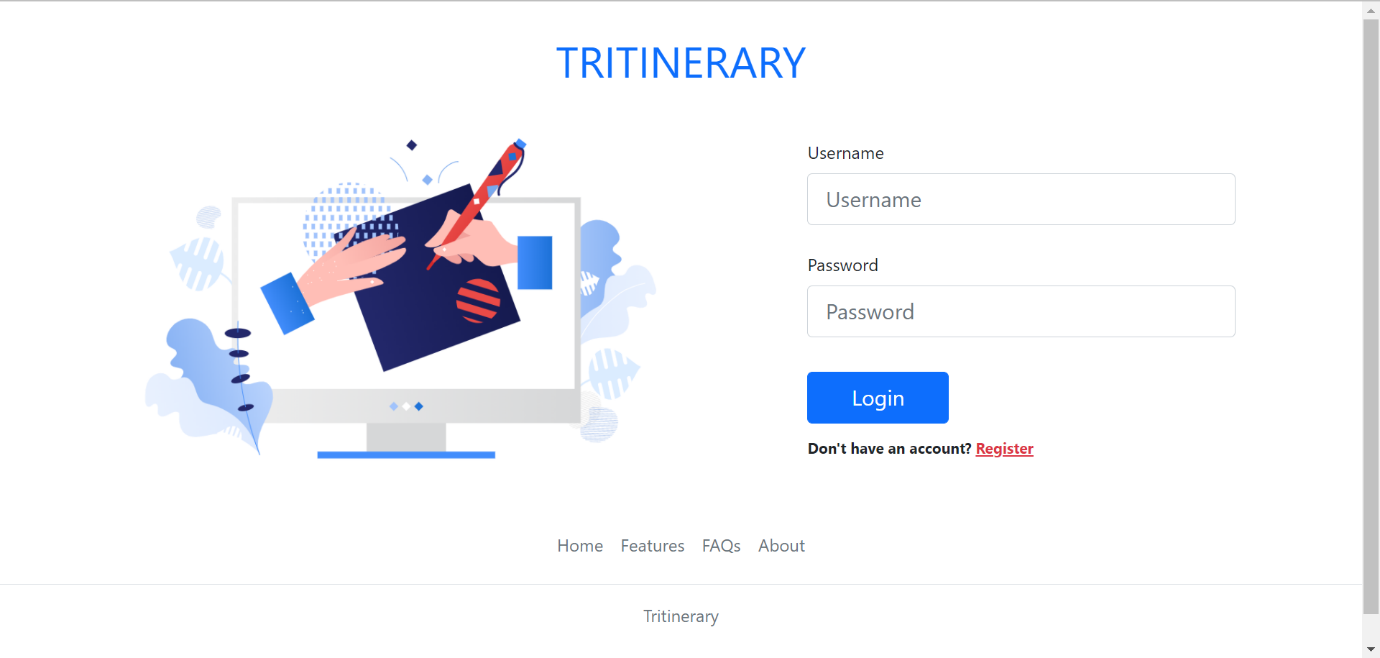 TRITINERARY
Username
Username
Password
Password
Login
Don't have an account? Register
Home Features FAQs About
Tritinerary